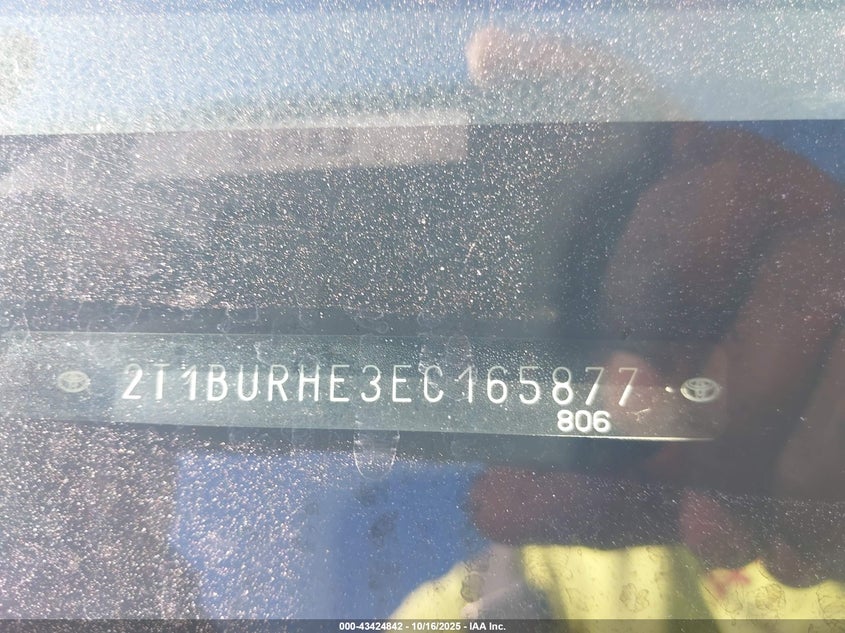 2T1BURHE3EC165877
806
000-43424842 - 10/16/2025 - IAA Inc.